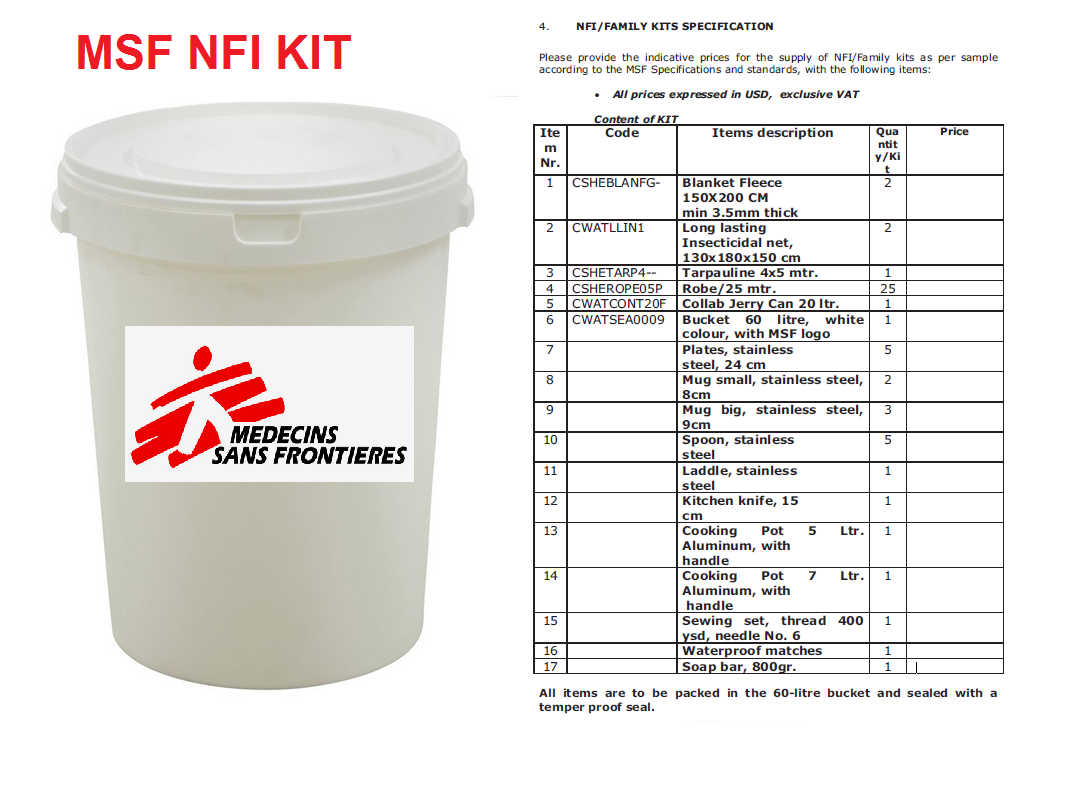 MSF NFI KIT
MEDECINS
SANS FRONTIERES
4. NFI/FAMILY KITS SPECIFICATION
Please provide the indicative prices for the supply of NFI/Family kits as per sample
according to the MSF Specifications and standards, with the following items:
• All prices expressed in USD, exclusive VAT
Content of KIT
Ite
m
Nr.
Code
Items description
Qua
ntit
y/Ki
t
Price
1 CSHEBLANFG- Blanket Fleece 2
150X200 CM
min 3.5mm thick
2 CWATLLIN1 Long lasting 2
Insecticidal net,
130x180x150 cm
3 CSHETARP4-- Tarpauline 4x5 mtr. 1
4 CSHEROPE05P Robe/25 mtr. 25
5 CWATCONT20F Collab Jerry Can 20 ltr. 1
6 CWATSEA0009 Bucket 60 litre, white 1
colour, with MSF logo
7 Plates, stainless 5
steel, 24 cm
8 Mug small, stainless steel, 2
8cm
9 Mug big, stainless steel, 3
9cm
10 Spoon, stainless 5
steel
11 Laddle, stainless 1
steel
12 Kitchen knife, 15 1
cm
13 Cooking Pot 5 Ltr. 1
Aluminum, with
handle
14 Cooking Pot 7 Ltr. 1
Aluminum, with
handle
15 Sewing set, thread 400 1
ysd, needle No. 6
16 Waterproof matches 1
17 Soap bar, 800gr. 1
All items are to be packed in the 60-litre bucket and sealed with a
temper proof seal.